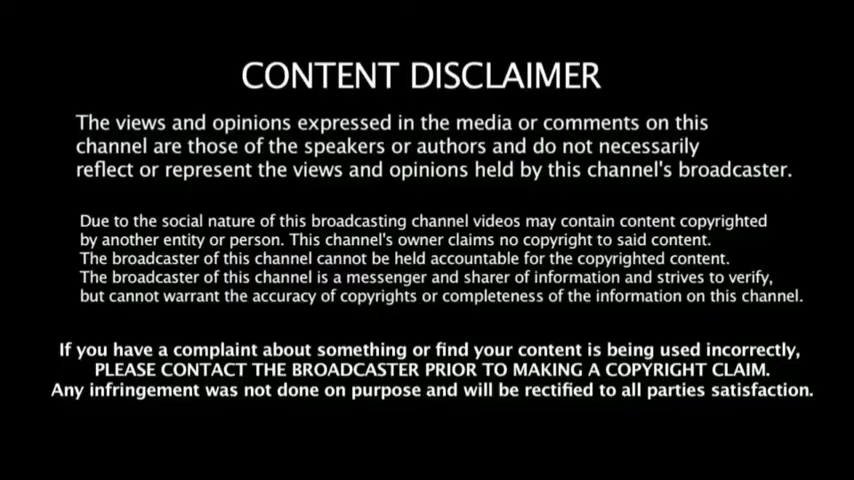 CONTENT DISCLAIMER
The views and opinions expressed in the media or comments on this
channel are those of the speakers or authors and do not necessarily
reflect or represent the views and opinions held by this channel's broadcaster.
Due to the social nature of this broadcasting channel videos may contain content copyrighted
by another entity or person. This channel's owner claims no copyright to said content.
The broadcaster of this channel cannot be held accountable for the copyrighted content.
The broadcaster of this channel is a messenger and sharer of information and strives to verify,
but cannot warrant the accuracy of copyrights or completeness of the information on this channel.
If you have a complaint about something or find your content is being used incorrectly,
PLEASE CONTACT THE BROADCASTER PRIOR TO MAKING A COPYRIGHT CLAIM.
Any infringement was not done on purpose and will be rectified to all parties satisfaction.